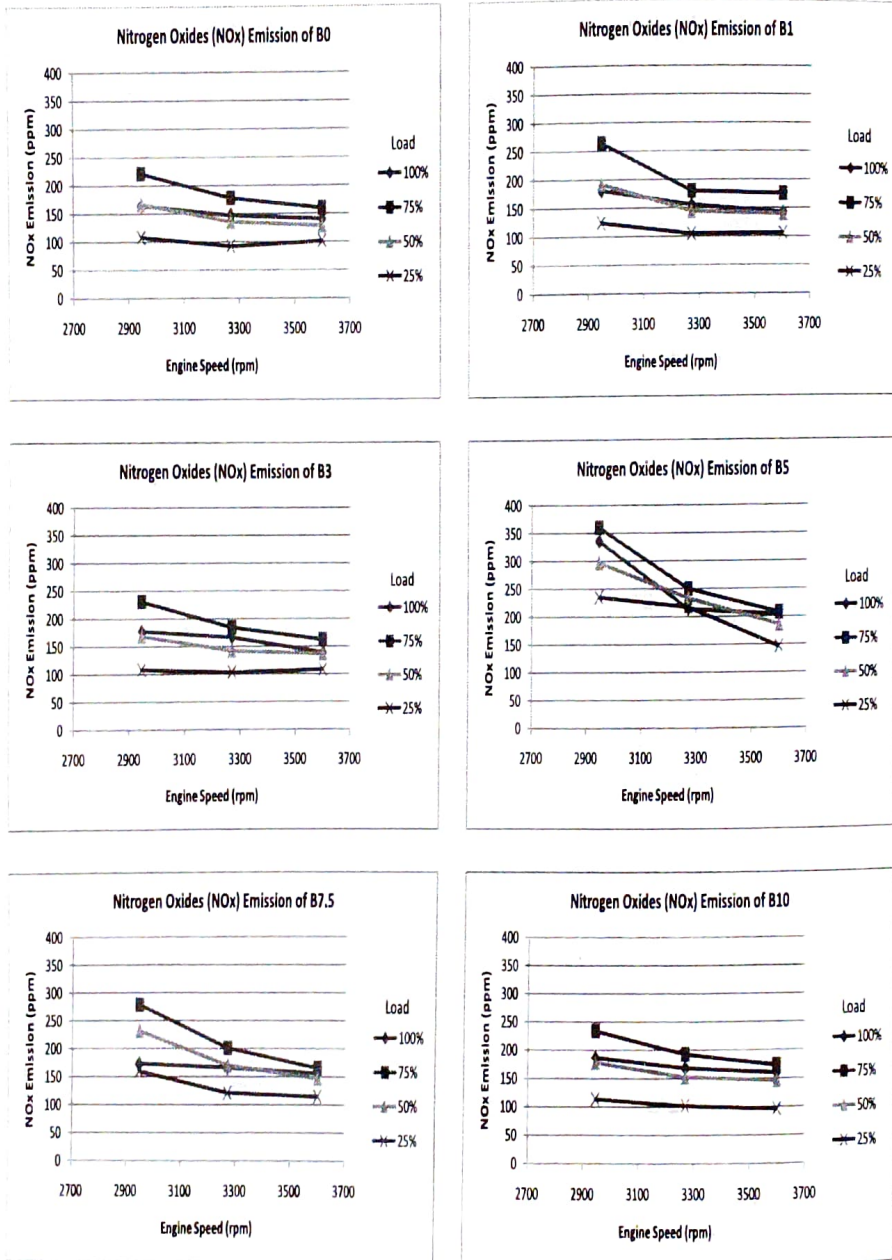 Nitrogen Oxides (NOx) Emission of B0
NOx Emission (ppm)
400
350
300
250
200
150
100
50
0
2700 2900 3100 3300 3500 3700
Engine Speed (rpm)
Load
100%
75%
50%
25%
Nitrogen Oxides (NOx) Emission of B1
NOx Emission (ppm)
400
350
300
250
200
150
100
50
0
2700 2900 3100 3300 3500 3700
Engine Speed (rpm)
Load
100%
75%
50%
25%
Nitrogen Oxides (NOx) Emission of B3
NOx Emission (ppm)
400
350
300
250
200
150
100
50
0
2700 2900 3100 3300 3500 3700
Engine Speed (rpm)
Load
100%
75%
50%
25%
Nitrogen Oxides (NOx) Emission of B5
NOx Emission (ppm)
400
350
300
250
200
150
100
50
0
2700 2900 3100 3300 3500 3700
Engine Speed (rpm)
Load
100%
75%
50%
25%
Nitrogen Oxides (NOx) Emission of B7.5
NOx Emission (ppm)
400
350
300
250
200
150
100
50
0
2700 2900 3100 3300 3500 3700
Engine Speed (rpm)
Load
100%
75%
50%
25%
Nitrogen Oxides (NOx) Emission of B10
NOx Emission (ppm)
400
350
300
250
200
150
100
50
0
2700 2900 3100 3300 3500 3700
Engine Speed (rpm)
Load
100%
75%
50%
25%